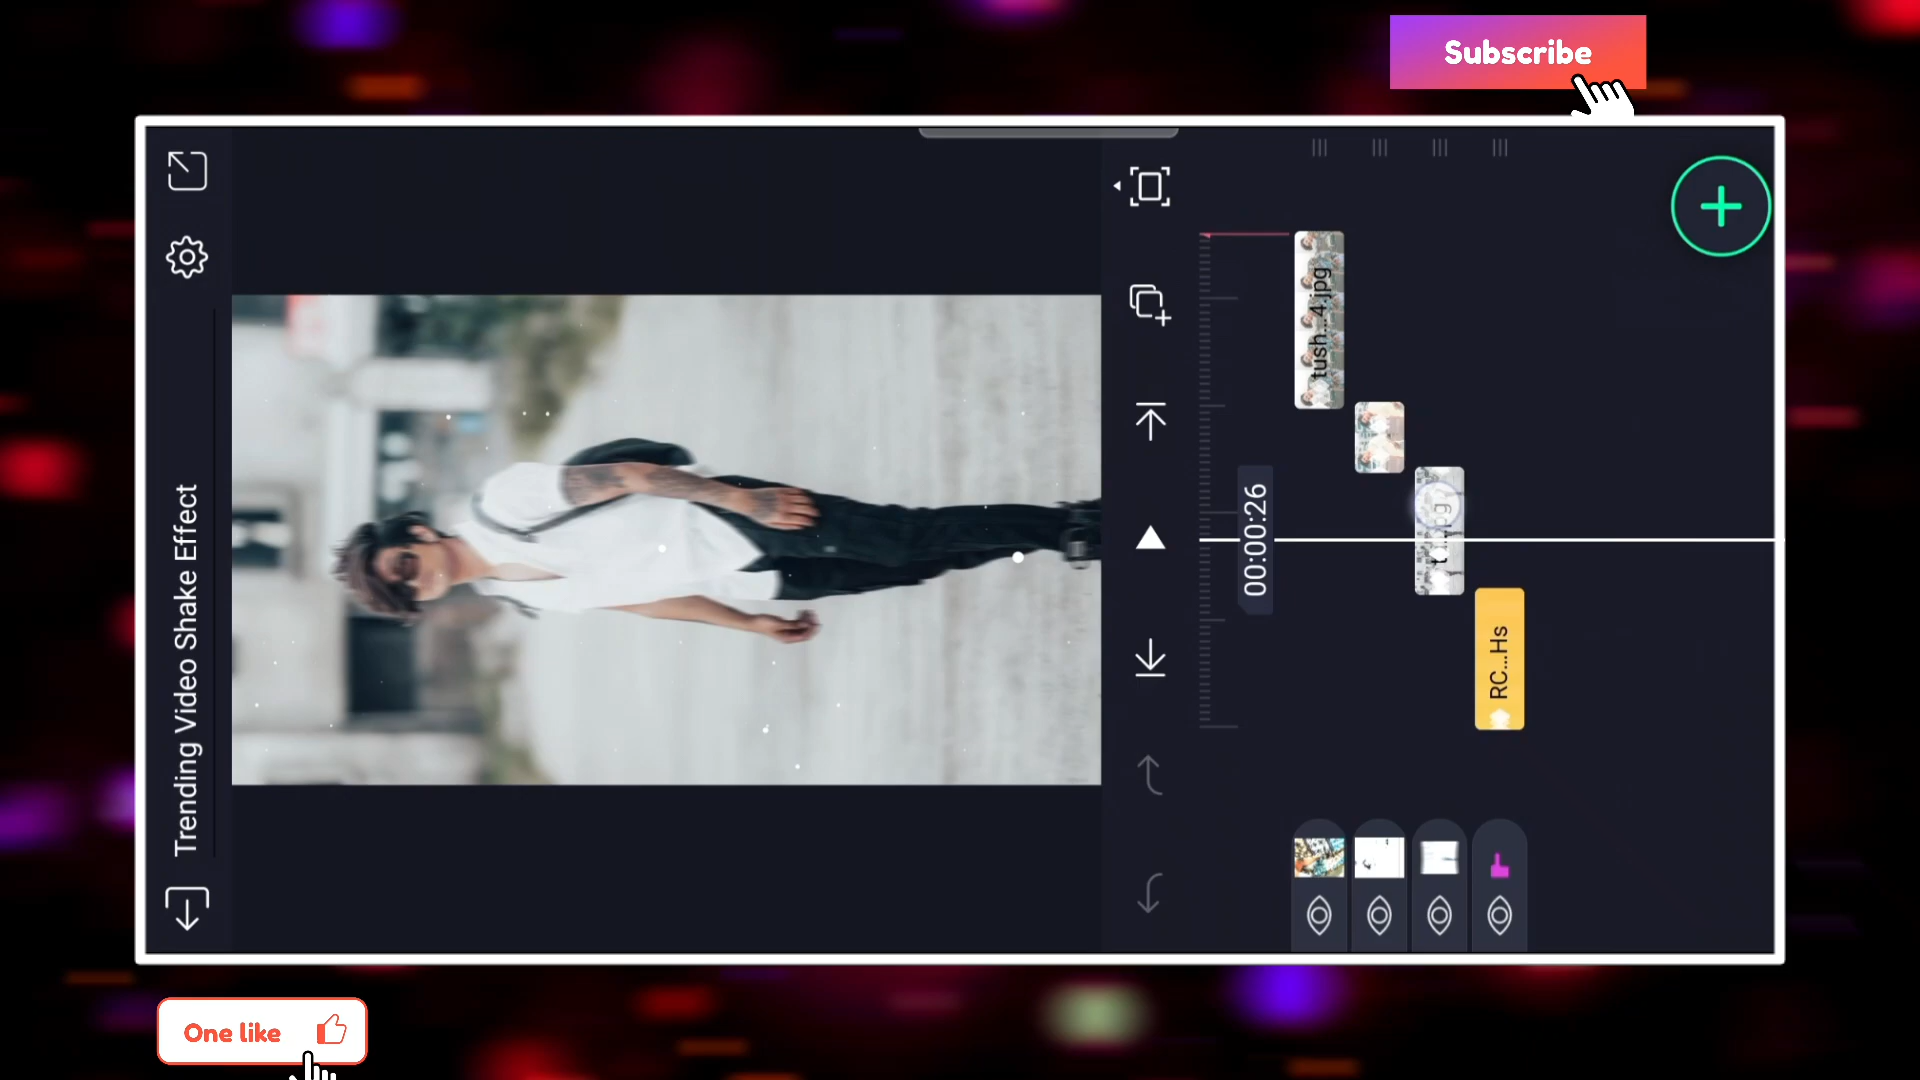 Subscribe
Trending Video Shake Effect
00:00:26
tush...4.jpg
RC...Hs
One like